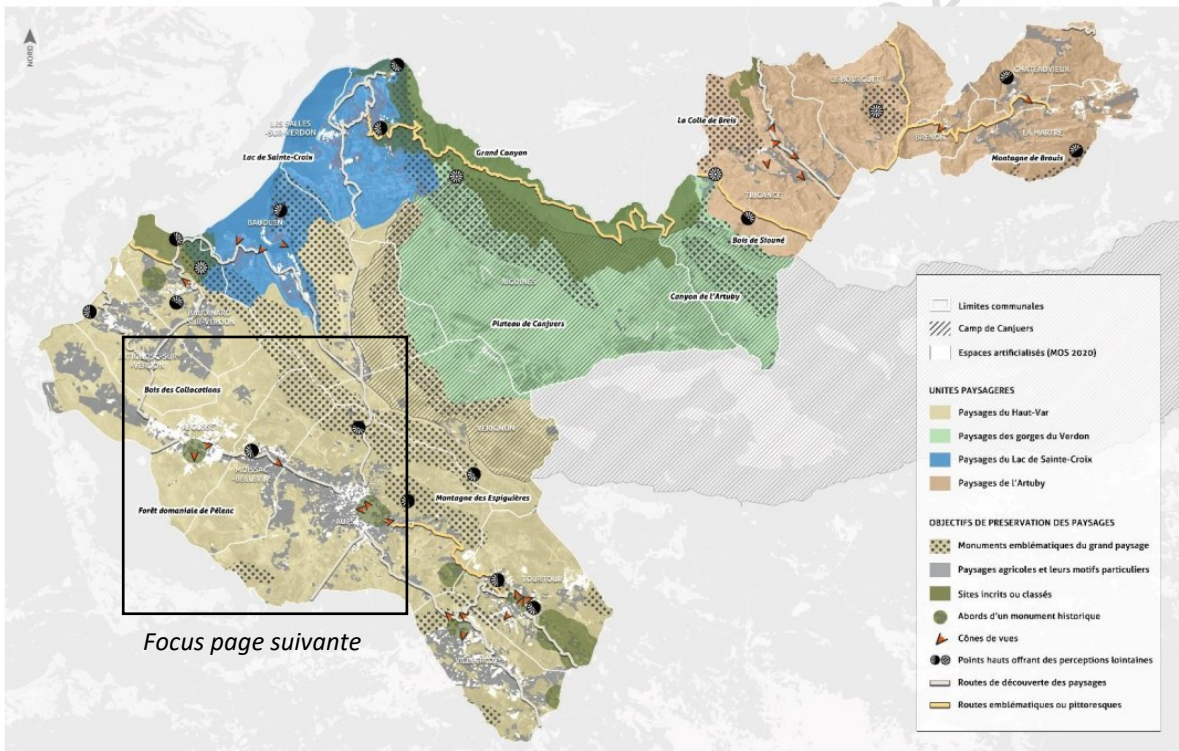 NORD
LES SALLES
-SUR-VERDON
Lac de Sainte-Croix
BAUDUEN
Grand Canyon
La Colle de Breis
LE BOURGUET
CHATEAUVIEUX
BRENON
LA MARTRE
Montagne de Brouis
TRIGANCE
Bois de Siouné
Canyon de l'Artuby
AIGUINES
Plateau de Canjuers
BAUDINARD
-SUR-VERDON
-SUR-
VERDON
Bois des Collocations
REGUSSE
MOISSAC
-BELLEVUE
VERIGNON
Montagne des Espiguières
Forêt domaniale de Pélenc
AUPS
TOURTOUR
VILLECROZE
Focus page suivante
Limites communales
Camp de Canjuers
Espaces artificialisés (MOS 2020)
UNITES PAYSAGERES
Paysages du Haut-Var
Paysages des gorges du Verdon
Paysages du Lac de Sainte-Croix
Paysages de l'Artuby
OBJECTIFS DE PRESERVATION DES PAYSAGES
Monuments emblématiques du grand paysage
Paysages agricoles et leurs motifs particuliers
Sites incrits ou classés
Abords d'un monument historique
Cônes de vues
Points hauts offrant des perceptions lointaines
Routes de découverte des paysages
Routes emblématiques ou pittoresques